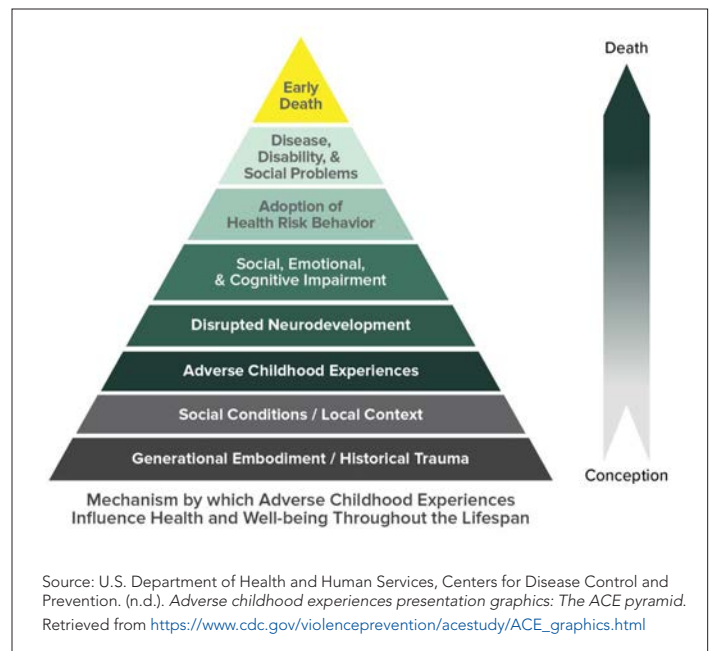 Death
Early
Death
Disease,
Disability, &
Social Problems
Adoption of
Health Risk Behavior
Social, Emotional,
& Cognitive Impairment
Disrupted Neurodevelopment
Adverse Childhood Experiences
Social Conditions / Local Context
Generational Embodiment / Historical Trauma
Conception
Mechanism by which Adverse Childhood Experiences
Influence Health and Well-being Throughout the Lifespan
Source: U.S. Department of Health and Human Services, Centers for Disease Control and
Prevention. (n.d.). Adverse childhood experiences presentation graphics: The ACE pyramid.
Retrieved from https://www.cdc.gov/violenceprevention/acestudy/ACE_graphics.html